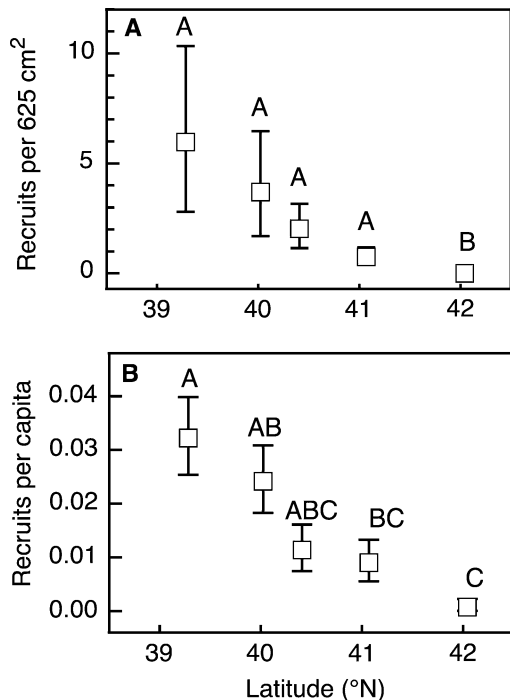 A
A
A
A
A
B
10
5
0
Recruits per 625 cm²
39
40
41
42
B
A
AB
ABC
BC
C
0.04
0.03
0.02
0.01
0.00
Recruits per capita
39
40
41
42
Latitude (°N)